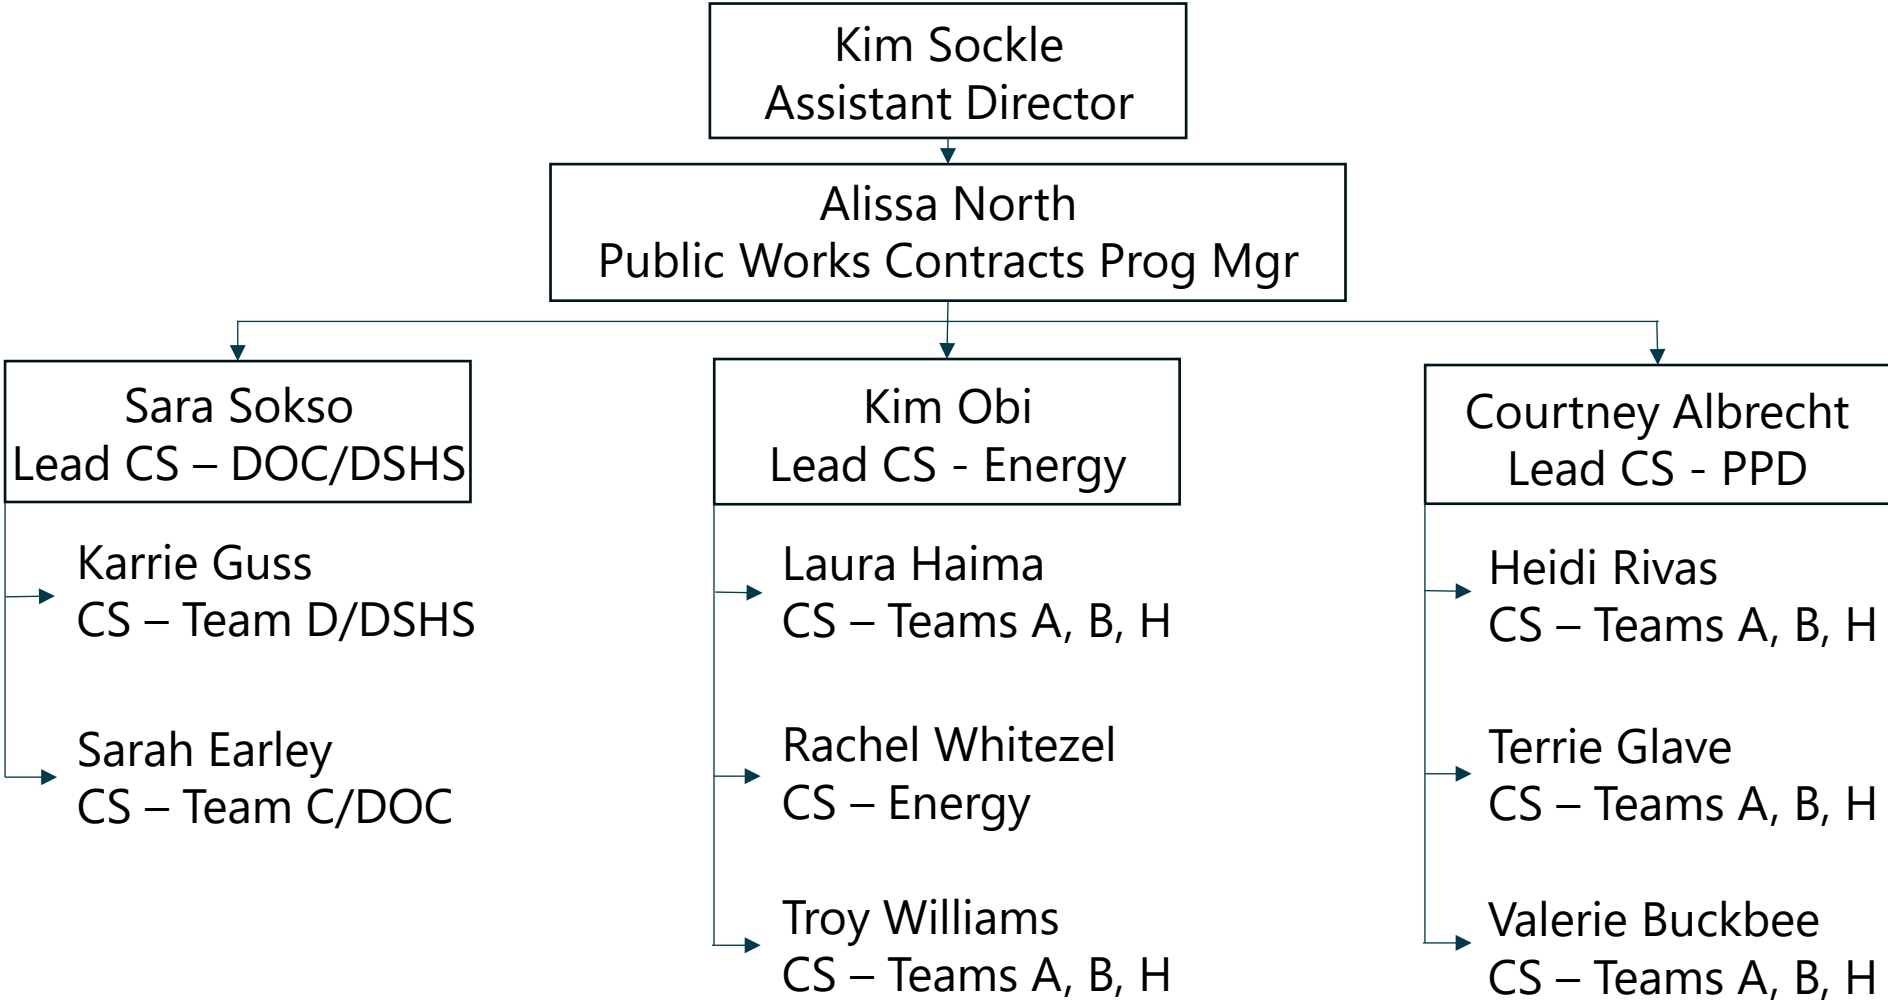 Kim Sockle
Assistant Director
Alissa North
Public Works Contracts Prog Mgr
Sara Sokso
Lead CS – DOC/DSHS
Karrie Guss
CS – Team D/DSHS
Sarah Earley
CS – Team C/DOC
Kim Obi
Lead CS - Energy
Laura Haima
CS – Teams A, B, H
Rachel Whitezel
CS – Energy
Troy Williams
CS – Teams A, B, H
Courtney Albrecht
Lead CS - PPD
Heidi Rivas
CS – Teams A, B, H
Terrie Glave
CS – Teams A, B, H
Valerie Buckbee
CS – Teams A, B, H